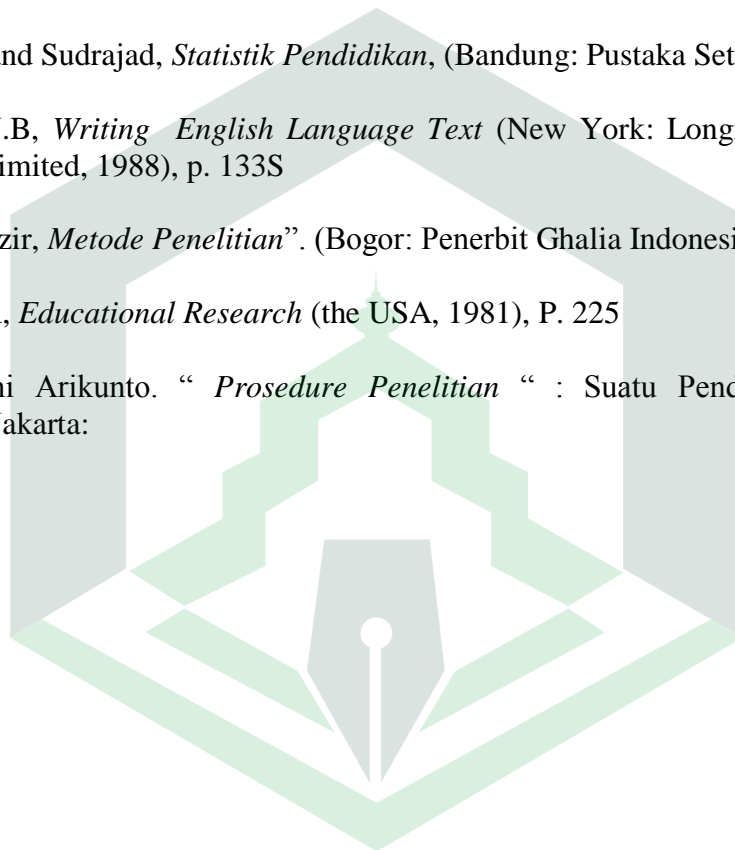 and Sudrajad, Statistik Pendidikan, (Bandung: Pustaka Set
.B, Writing English Language Text (New York: Long
imited, 1988), p. 133S
zir, Metode Penelitian”. (Bogor: Penerbit Ghalia Indonesi
, Educational Research (the USA, 1981), P. 225
ni Arikunto. “ Prosedure Penelitian “ : Suatu Pend
akarta: